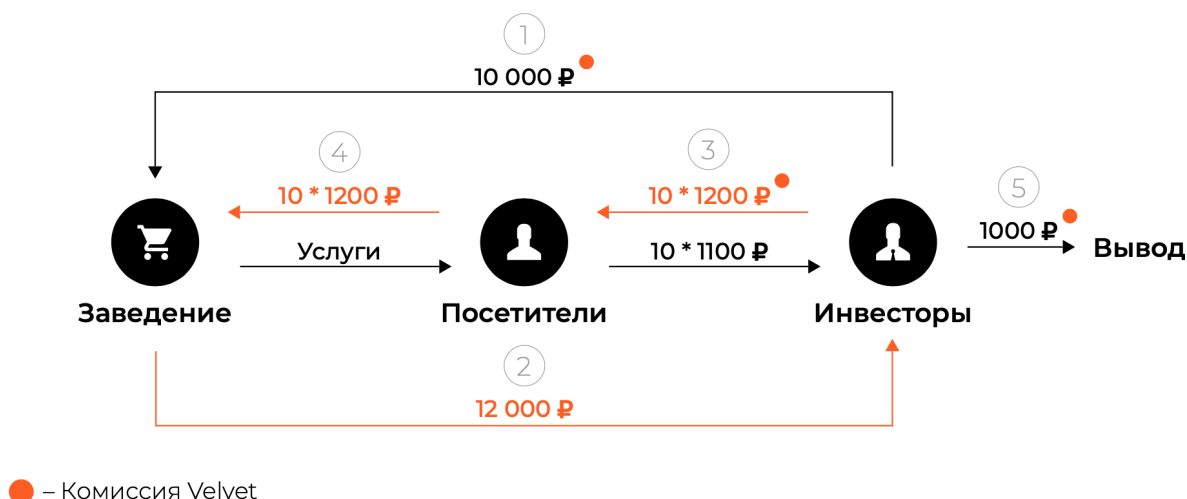 1
10 000 ₽
4
3
10 * 1200 ₽
10 * 1200 ₽
5
1000 ₽
Услуги
10 * 1100 ₽
Вывод
Заведение
Посетители
Инвесторы
2
12 000 ₽
– Комиссия Velvet